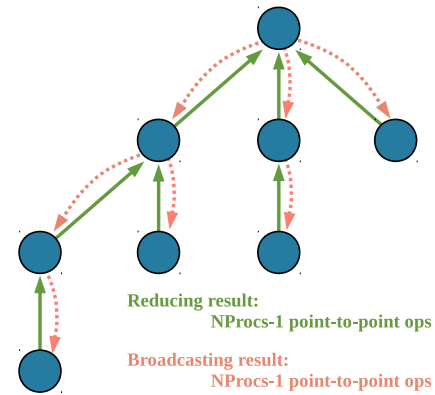 Reducing result:
NProcs-1 point-to-point ops
Broadcasting result:
NProcs-1 point-to-point ops